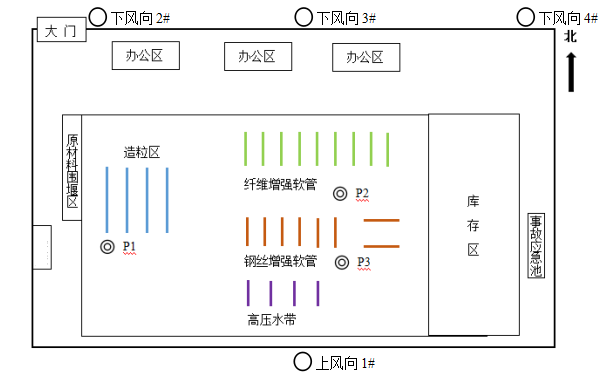 下风向 2#
下风向 3#
下风向 4#
大 门
北
办公区
办公区
办公区
原材料围堰区
造粒区
纤维增强软管
P2
库存区
P1
钢丝增强软管
P3
事故应急池
高压水带
上风向 1#